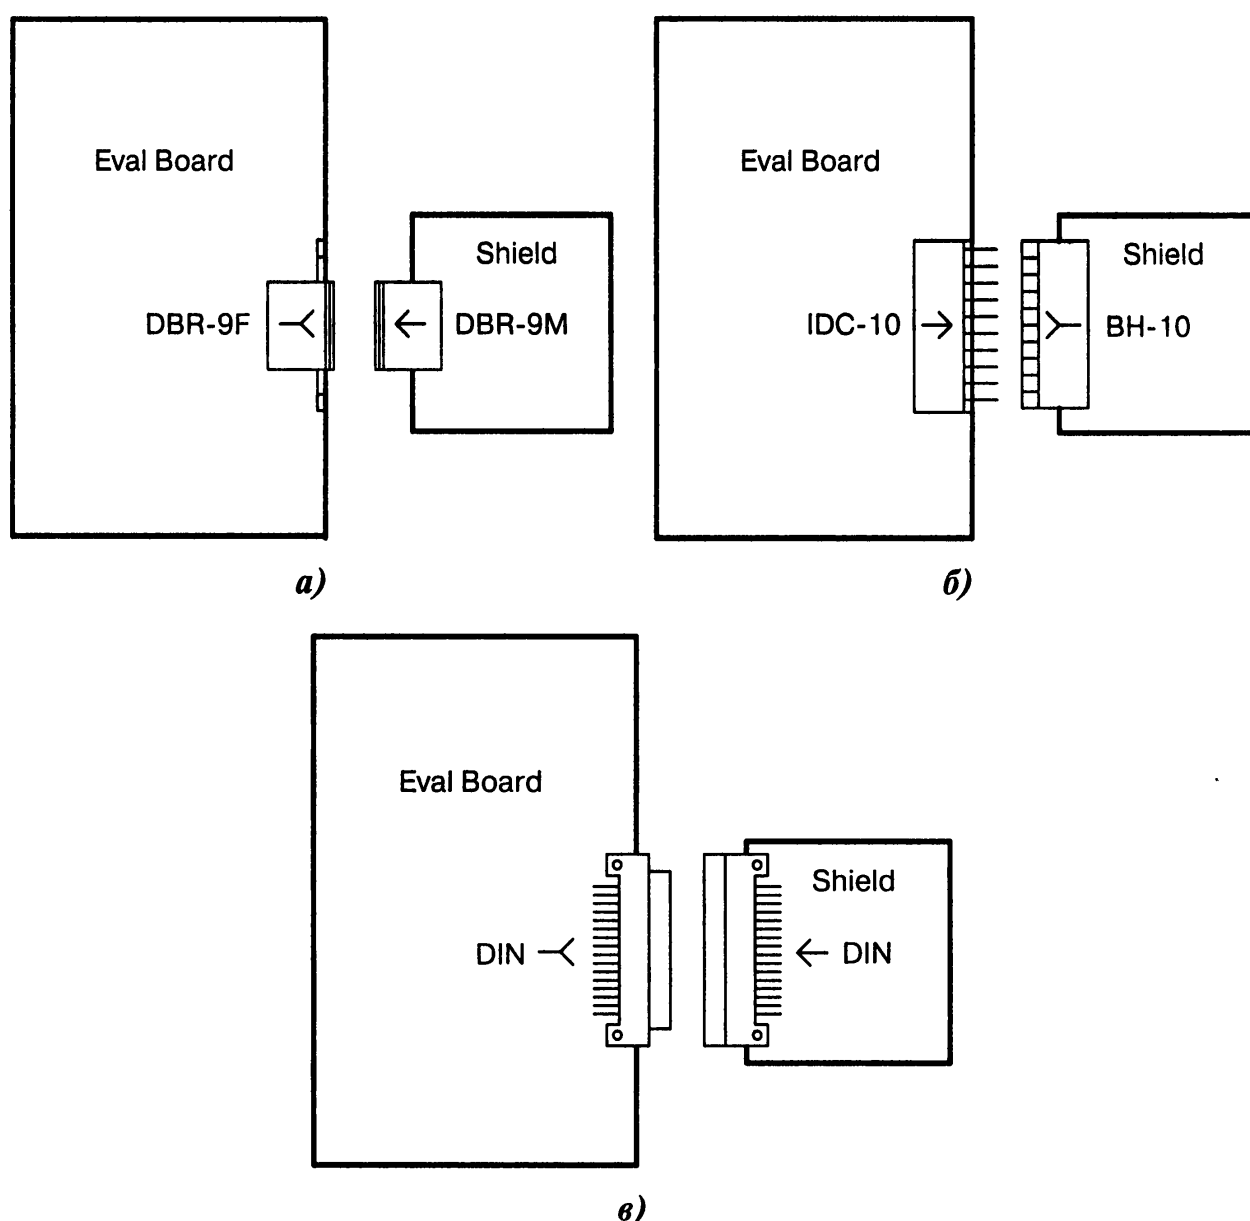 Eval Board
Shield
DBR-9F
DBR-9M
а)
Eval Board
Shield
IDC-10
BH-10
б)
Eval Board
Shield
DIN
DIN
в)